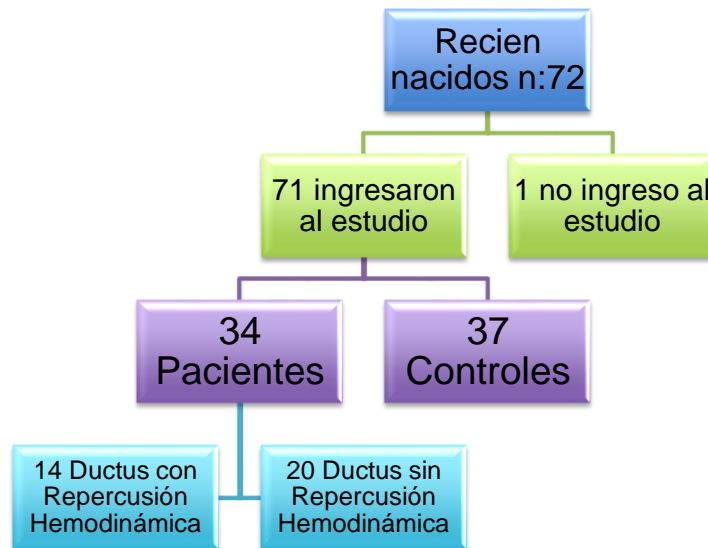 Recien
nacidos n:72
71 ingresaron
al estudio
1 no ingreso al
estudio
34
Pacientes
37
Controles
14 Ductus con
Repercusión
Hemodinámica
20 Ductus sin
Repercusión
Hemodinámica